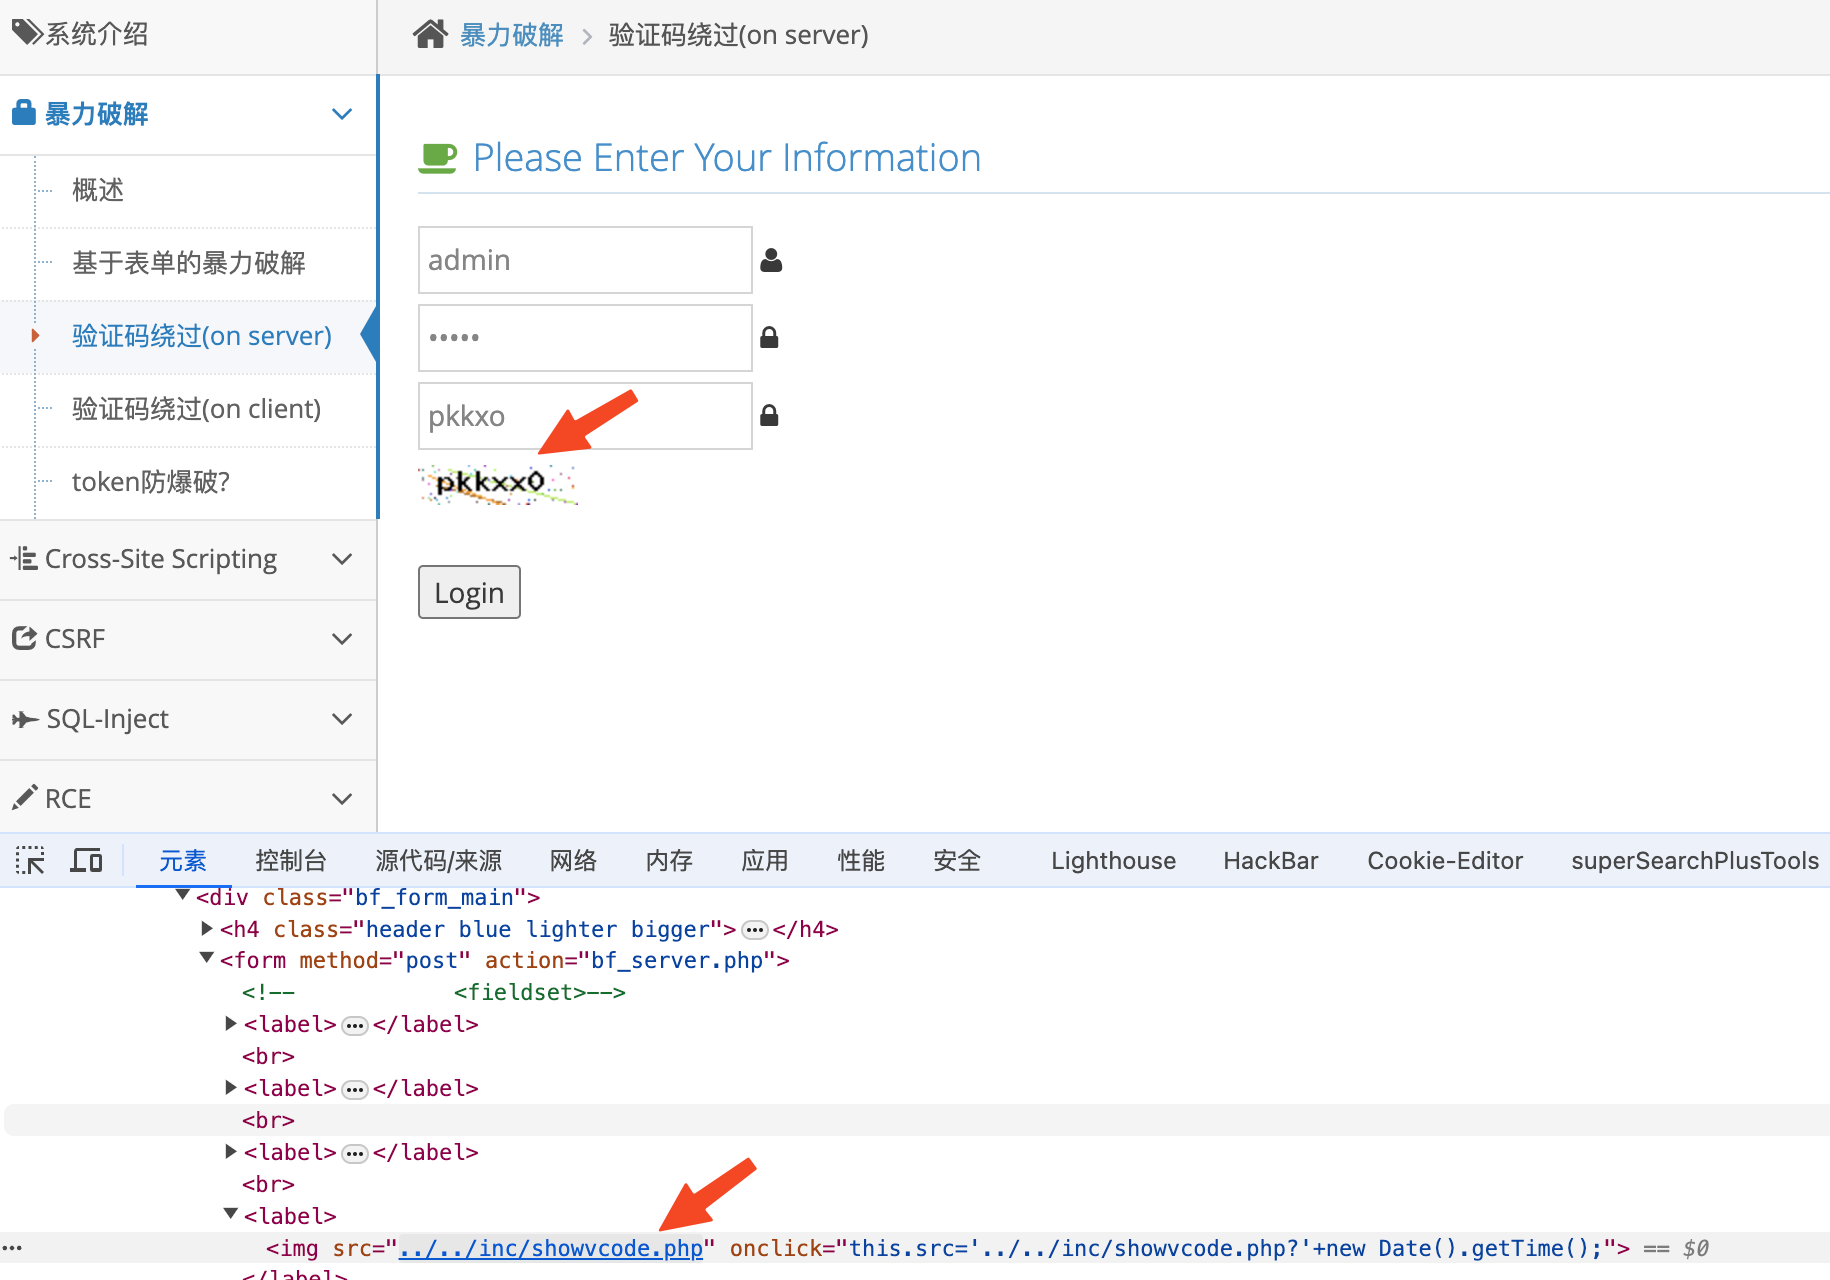 系统介绍
暴力破解
概述
基于表单的暴力破解
验证码绕过(on server)
验证码绕过(on client)
token防爆破?
Cross-Site Scripting
CSRF
SQL-Inject
RCE
暴力破解 > 验证码绕过(on server)
Please Enter Your Information
admin
•••••
pkkxo
pkkxx0
Login
元素 控制台 源代码/来源 网络 内存 应用 性能 安全 Lighthouse HackBar Cookie-Editor superSearchPlusTools
<div class="bf_form_main">
<h4 class="header blue lighter bigger">…</h4>
<form method="post" action="bf_server.php">
<!-- <fieldset>-->
<label>…</label>
<br>
<label>…</label>
<br>
<label>…</label>
<br>
<label>
<img src="../../inc/showvcode.php" onclick="this.src='../../inc/showvcode.php?'+new Date().getTime();"> == $0
</label>